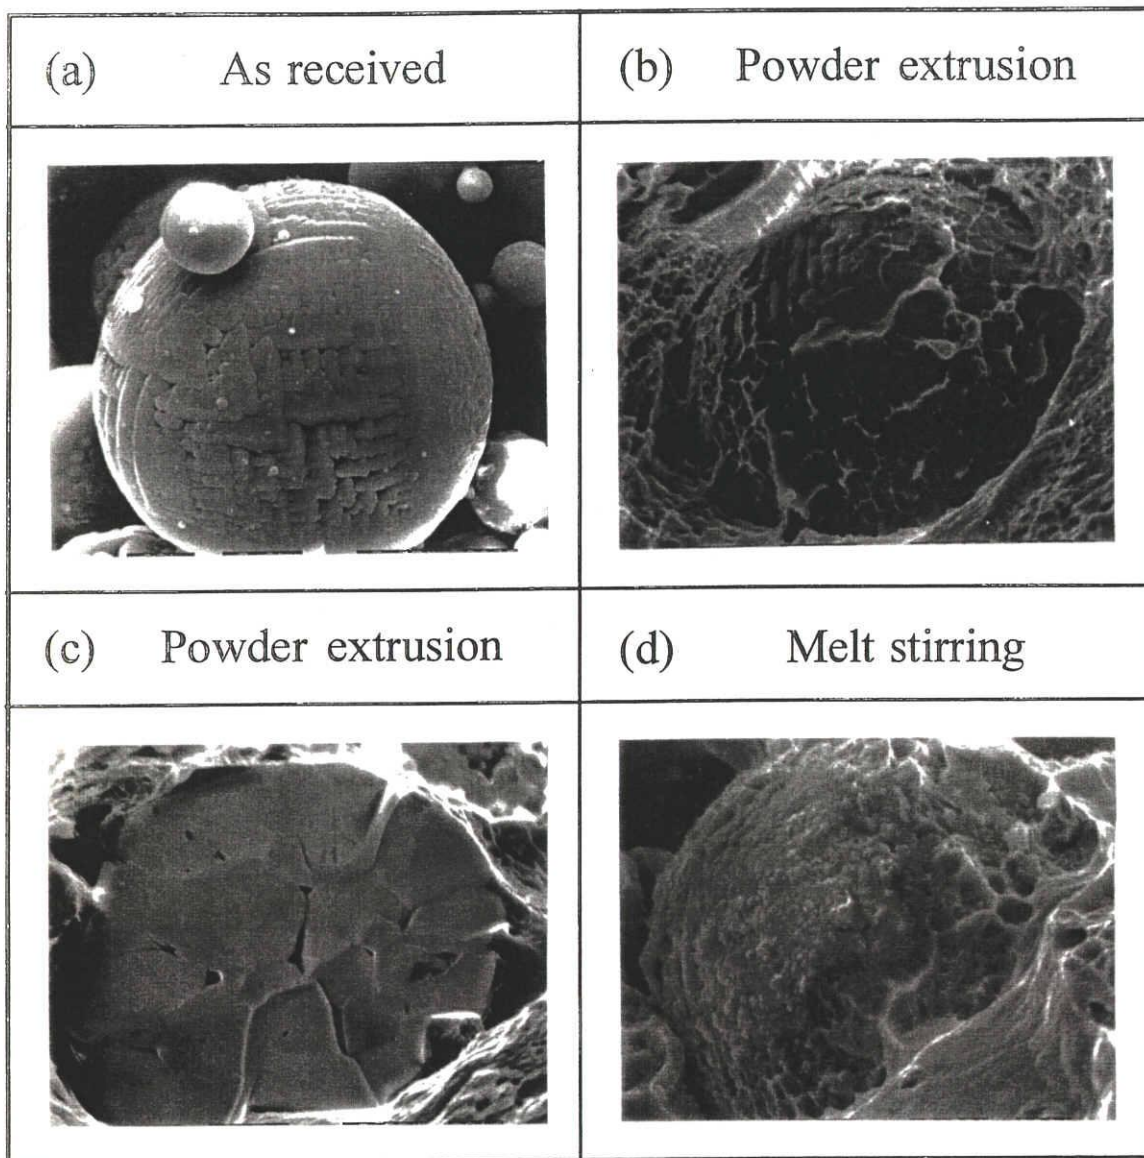 (a) As received
(b) Powder extrusion
(c) Powder extrusion
(d) Melt stirring